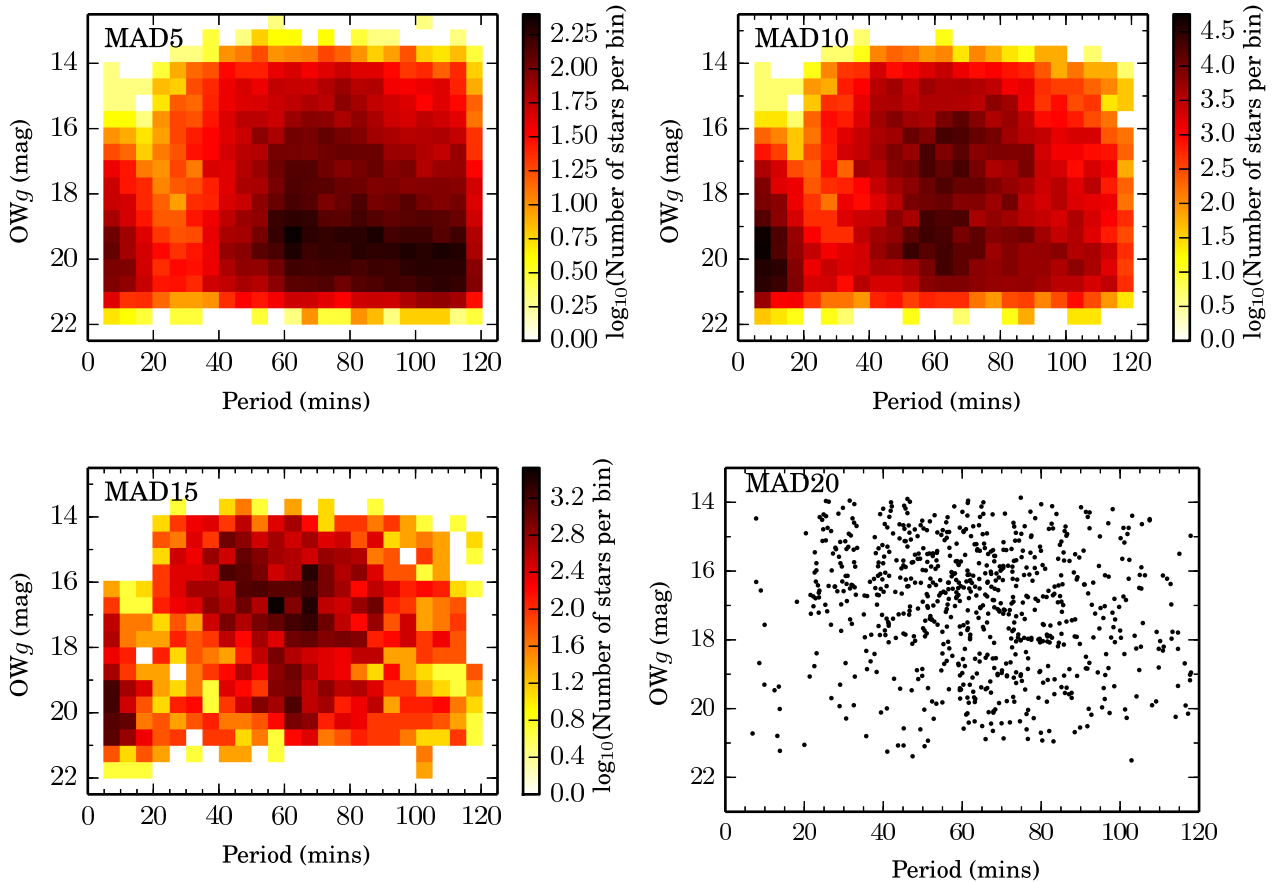 MAD5
14
16
18
20
22
0 20 40 60 80 100 120
Period (mins)
OWg (mag)
2.25
2.00
1.75
1.50
1.25
1.00
0.75
0.50
0.25
0.00
log10(Number of stars per bin)
MAD10
14
16
18
20
22
0 20 40 60 80 100 120
Period (mins)
OWg (mag)
4.5
4.0
3.5
3.0
2.5
2.0
1.5
1.0
0.5
0.0
log10(Number of stars per bin)
MAD15
14
16
18
20
22
0 20 40 60 80 100 120
Period (mins)
OWg (mag)
3.2
2.8
2.4
2.0
1.6
1.2
0.8
0.4
0.0
log10(Number of stars per bin)
MAD20
14
16
18
20
22
0 20 40 60 80 100 120
Period (mins)
OWg (mag)